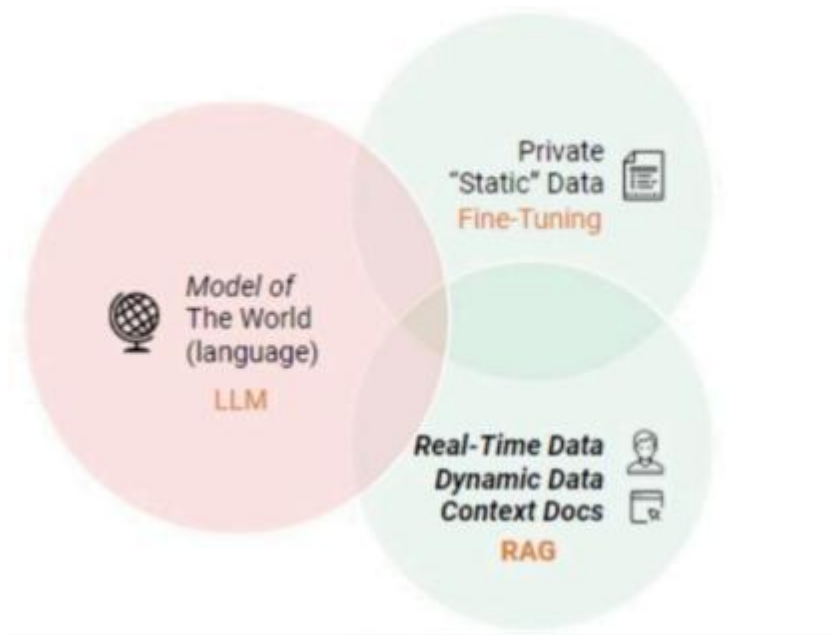 Private
“Static” Data
Fine-Tuning
Model of
The World
(language)
LLM
Real-Time Data
Dynamic Data
Context Docs
RAG